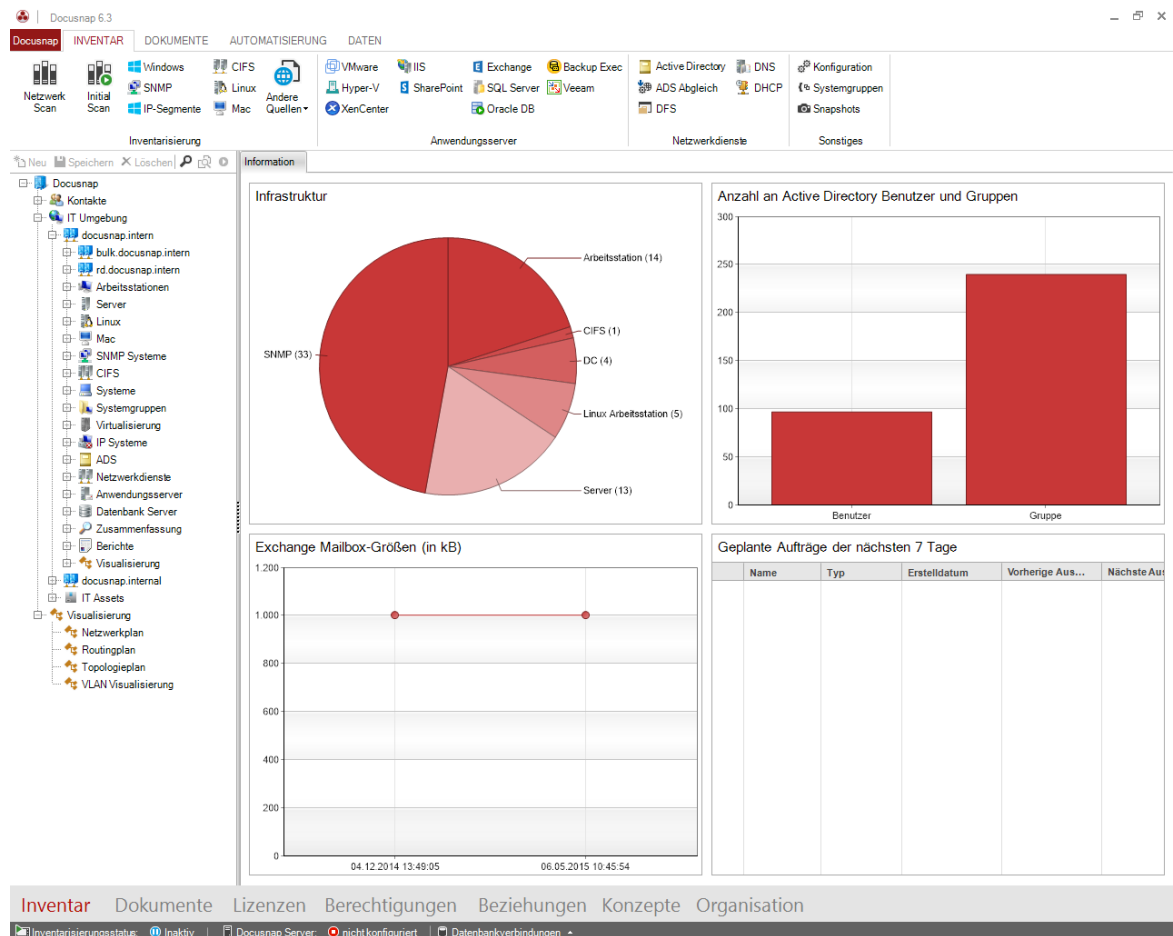 Docusnap 6.3
Docusnap INVENTAR DOKUMENTE AUTOMATISIERUNG DATEN
Netzwerk Scan
Initial Scan
Windows
SNMP
IP-Segmente
CIFS
Linux
Mac
Andere Quellen
Inventarisierung
VMware
Hyper-V
XenCenter
IIS
SharePoint
Exchange
SQL Server
Oracle DB
Backup Exec
Veeam
Anwendungsserver
Active Directory
ADS Abgleich
DFS
DNS
DHCP
Netzwerkdienste
Konfiguration
Systemgruppen
Snapshots
Sonstiges
Neu Speichern Löschen
Docusnap
Kontakte
IT Umgebung
docusnap.intern
bulk.docusnap.intern
rd.docusnap.intern
Arbeitsstationen
Server
Linux
Mac
SNMP Systeme
CIFS
Systeme
Systemgruppen
Virtualisierung
IP Systeme
ADS
Netzwerkdienste
Anwendungsserver
Datenbank Server
Zusammenfassung
Berichte
Visualisierung
docusnap.internal
IT Assets
Visualisierung
Netzwerkplan
Routingplan
Topologieplan
VLAN Visualisierung
Information
Infrastruktur
Arbeitsstation (14)
CIFS (1)
DC (4)
Linux Arbeitsstation (5)
Server (13)
SNMP (33)
Anzahl an Active Directory Benutzer und Gruppen
300
250
200
150
100
50
0
Benutzer Gruppe
Exchange Mailbox-Größen (in kB)
1.200
1.000
800
600
400
200
0
04.12.2014 13:49:05 06.05.2015 10:45:54
Geplante Aufträge der nächsten 7 Tage
Name Typ Erstelldatum Vorherige Aus... Nächste Aus
Inventar Dokumente Lizenzen Berechtigungen Beziehungen Konzepte Organisation
Inventarisierungsstatus: Inaktiv Docusnap Server: nicht konfiguriert Datenbankverbindungen